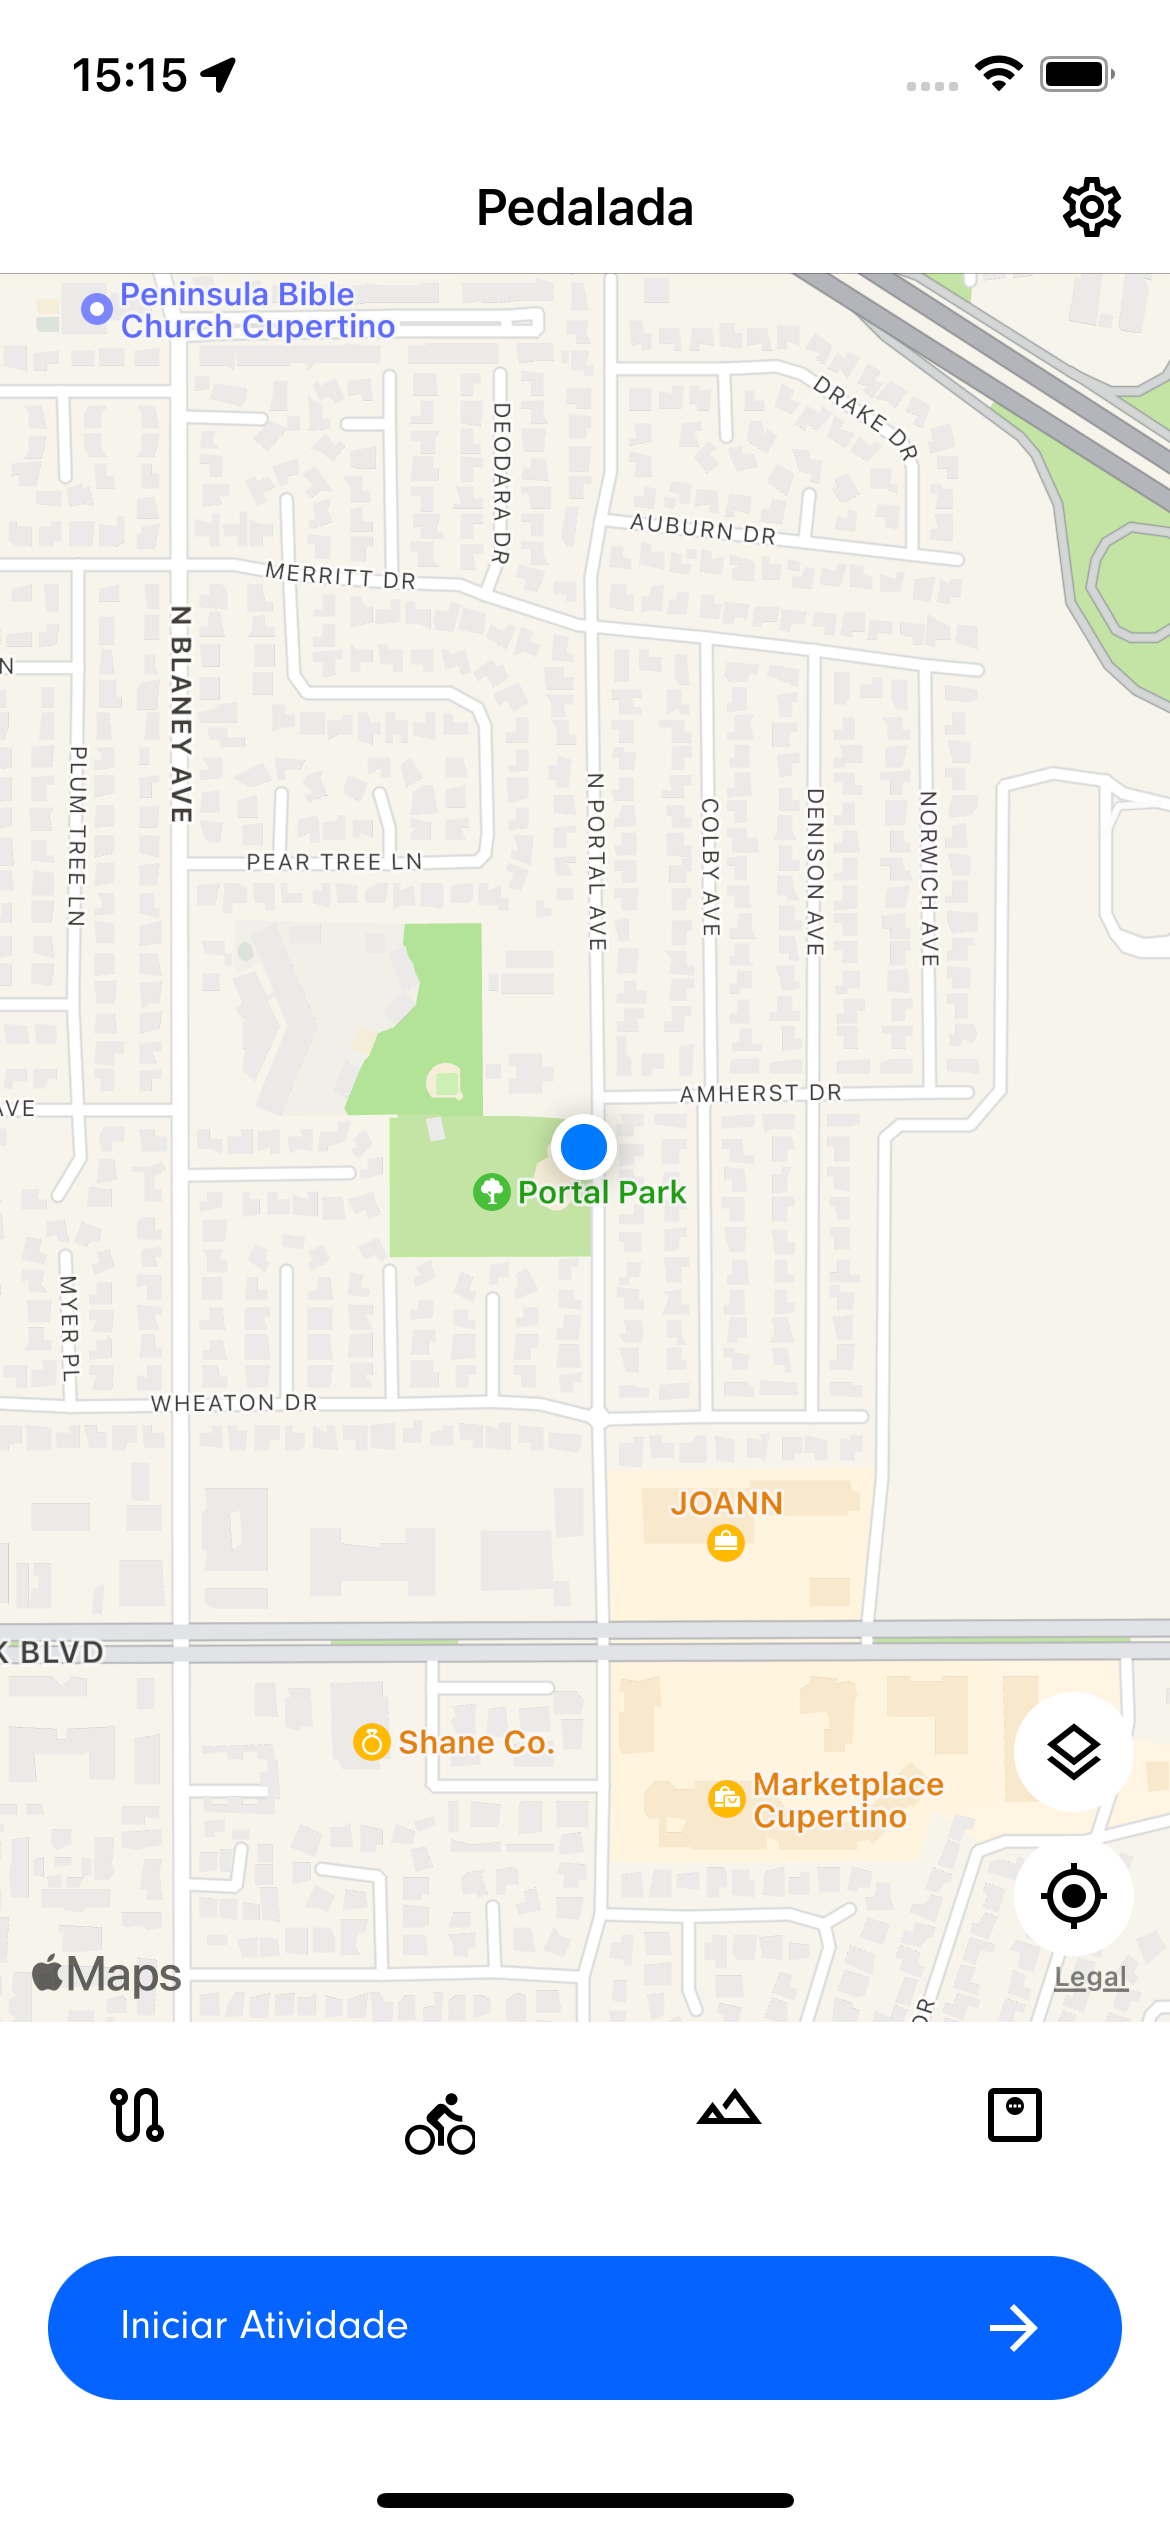 15:15
Pedalada
Peninsula Bible
Church Cupertino
DRAKE DR
DEODARA DR
AUBURN DR
MERRITT DR
N BLANEY AVE
N
PLUM TREE LN
N PORTAL AVE
COLBY AVE
DENISON AVE
NORWICH AVE
PEAR TREE LN
AMHERST DR
AVE
Portal Park
MYER PL
WHEATON DR
JOANN
K BLVD
Shane Co.
Marketplace
Cupertino
Maps
Legal
DR
Iniciar Atividade